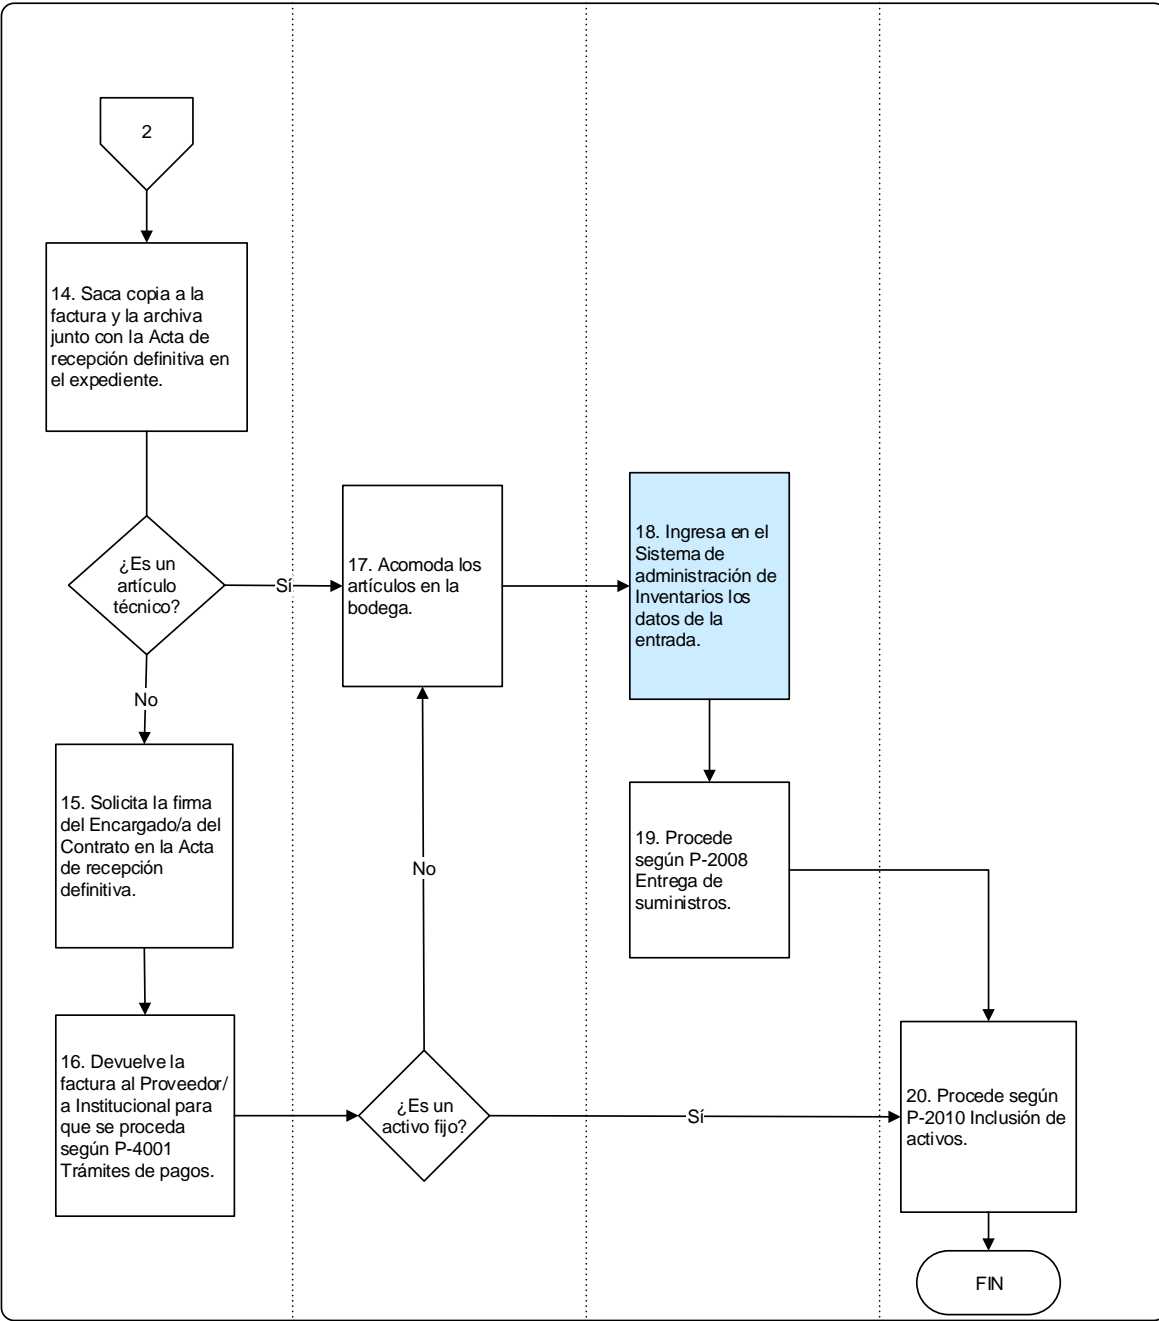 2
14. Saca copia a la
factura y la archiva
junto con la Acta de
recepción definitiva en
el expediente.
¿Es un
artículo
técnico?
Sí
No
15. Solicita la firma
del Encargado/a del
Contrato en la Acta
de recepción
definitiva.
16. Devuelve la
factura al Proveedor/
a Institucional para
que se proceda
según P-4001
Trámites de pagos.
17. Acomoda los
artículos en la
bodega.
No
¿Es un
activo fijo?
Sí
18. Ingresa en el
Sistema de
administración de
Inventarios los
datos de la
entrada.
19. Procede
según P-2008
Entrega de
suministros.
20. Procede según
P-2010 Inclusión de
activos.
FIN